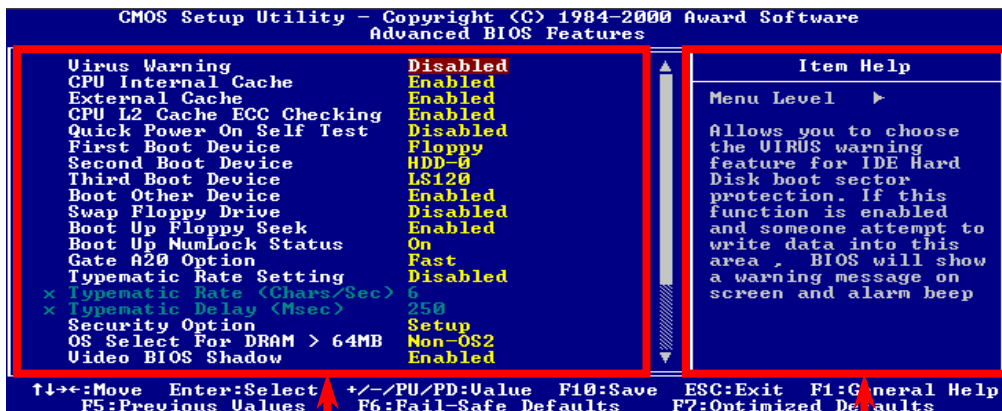 CMOS Setup Utility - Copyright (C) 1984-2000 Award Software
Advanced BIOS Features
Virus Warning Disabled
CPU Internal Cache Enabled
External Cache Enabled
CPU L2 Cache ECC Checking Enabled
Quick Power On Self Test Disabled
First Boot Device Floppy
Second Boot Device HDD-0
Third Boot Device LS120
Boot Other Device Enabled
Swap Floppy Drive Disabled
Boot Up Floppy Seek Enabled
Boot Up NumLock Status On
Gate A20 Option Fast
Typematic Rate Setting Disabled
x Typematic Rate (Chars/Sec) 6
x Typematic Delay (Msec) 250
Security Option Setup
OS Select For DRAM > 64MB Non-OS2
Video BIOS Shadow Enabled
Item Help
Menu Level ▶
Allows you to choose
the VIRUS warning
feature for IDE Hard
Disk boot sector
protection. If this
function is enabled
and someone attempt to
write data into this
area , BIOS will show
a warning message on
screen and alarm beep
↑↓→←:Move Enter:Select +/-/PU/PD:Value F10:Save ESC:Exit F1:General Help
F5:Previous Values F6:Fail-Safe Defaults F7:Optimized Defaults